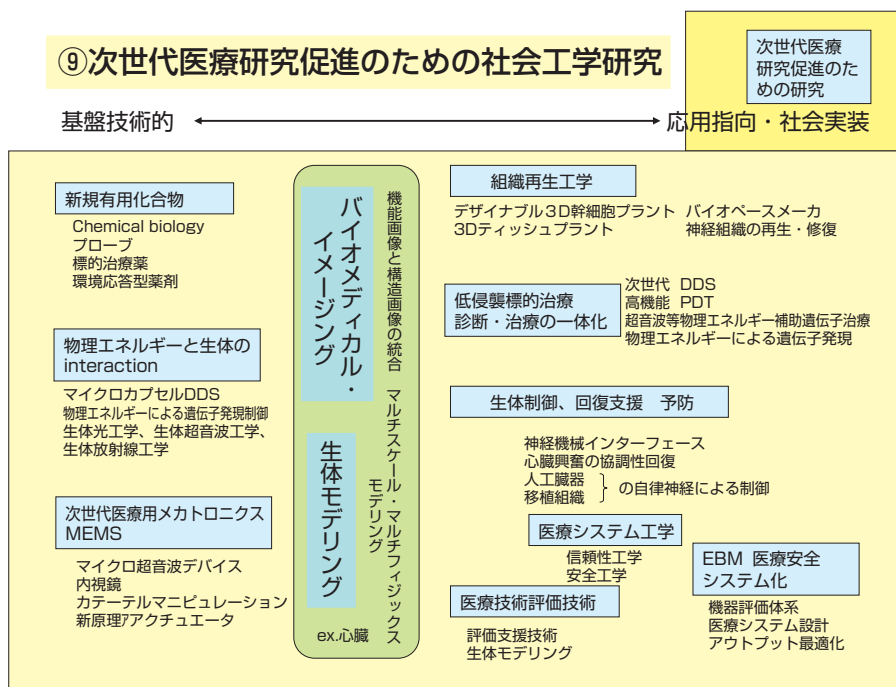 ⑨次世代医療研究促進のための社会工学研究
次世代医療
研究促進のた
めの研究
基盤技術的
応用指向・社会実装
新規有用化合物
Chemical biology
プローブ
標的治療薬
環境応答型薬剤
物理エネルギーと生体の
interaction
マイクロカプセルDDS
物理エネルギーによる遺伝子発現制御
生体光工学、生体超音波工学、
生体放射線工学
次世代医療用メカトロニクス
MEMS
マイクロ超音波デバイス
内視鏡
カテーテルマニピュレーション
新原理アアクチュエータ
バイオメディカル・
イメージング
機能画像と構造画像の統合
生体モデリング
マルチスケール・マルチフィジックス
モデリング
ex.心臓
組織再生工学
デザイナブル3D幹細胞プラント バイオペースメーカ
3Dティッシュプラント 神経組織の再生・修復
低侵襲標的治療
診断・治療の一体化
次世代 DDS
高機能 PDT
超音波等物理エネルギー補助遺伝子治療
物理エネルギーによる遺伝子発現
生体制御、回復支援 予防
神経機械インターフェース
心臓興奮の協調性回復
人工臓器
移植組織
} の自律神経による制御
医療システム工学
信頼性工学
安全工学
医療技術評価技術
評価支援技術
生体モデリング
EBM 医療安全
システム化
機器評価体系
医療システム設計
アウトプット最適化